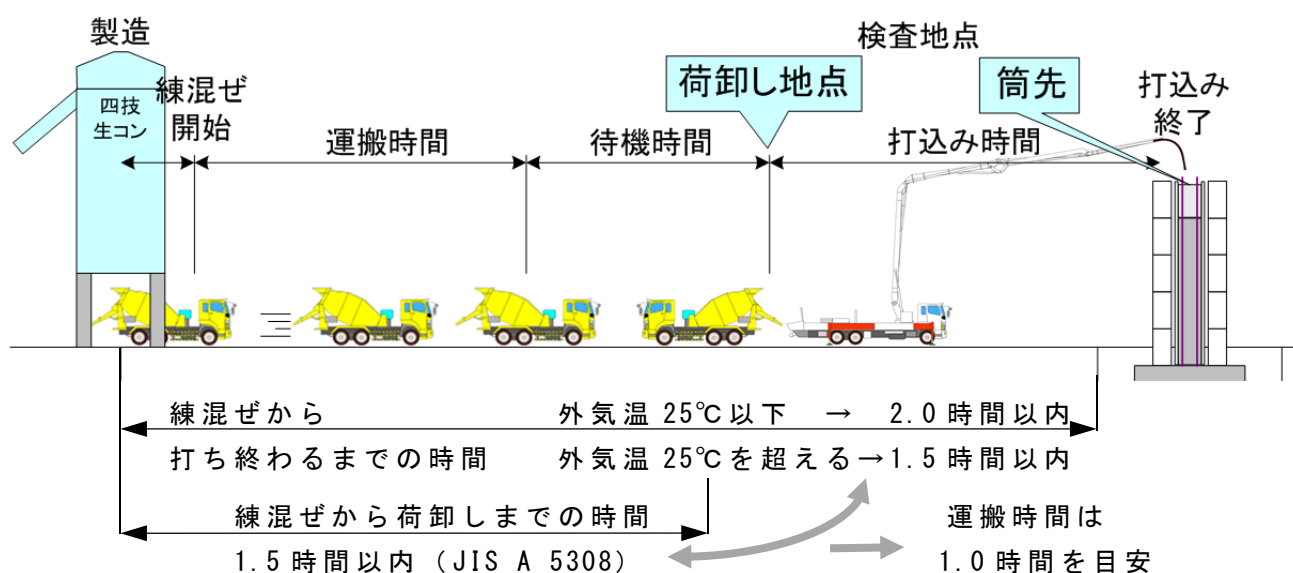 製造
検査地点
荷卸し地点
筒先
打込み
終了
練混ぜ
開始
四技
生コン
運搬時間
待機時間
打込み時間
練混ぜから 外気温 25℃以下 → 2.0 時間以内
打ち終わるまでの時間 外気温 25℃を超える→1.5 時間以内
練混ぜから荷卸しまでの時間
1.5 時間以内 (JIS A 5308)
運搬時間は
1.0 時間を目安